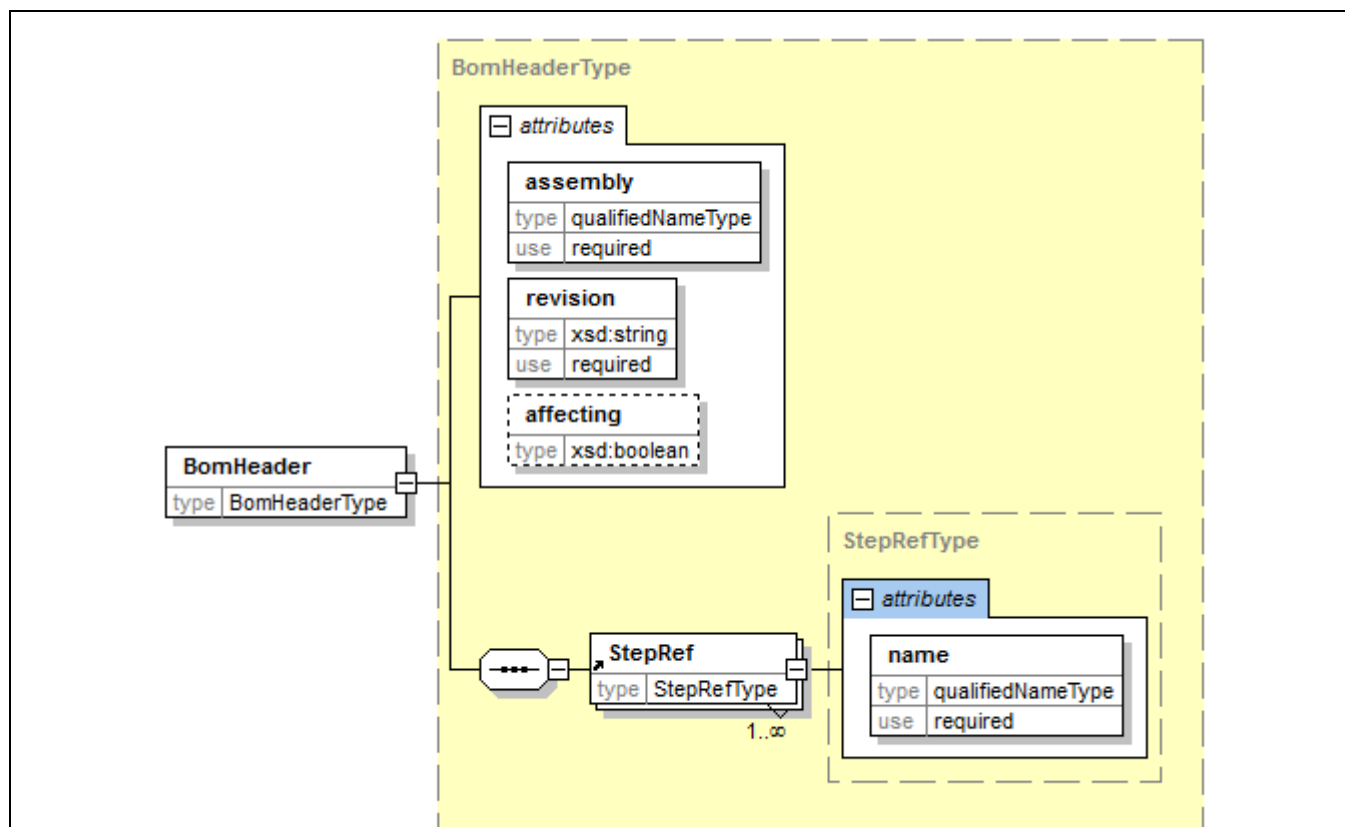 BomHeaderType
attributes
assembly
type qualifiedNameType
use required
revision
type xsd:string
use required
affecting
type xsd:boolean
BomHeader
type BomHeaderType
StepRefType
attributes
StepRef
type StepRefType
1..∞
name
type qualifiedNameType
use required